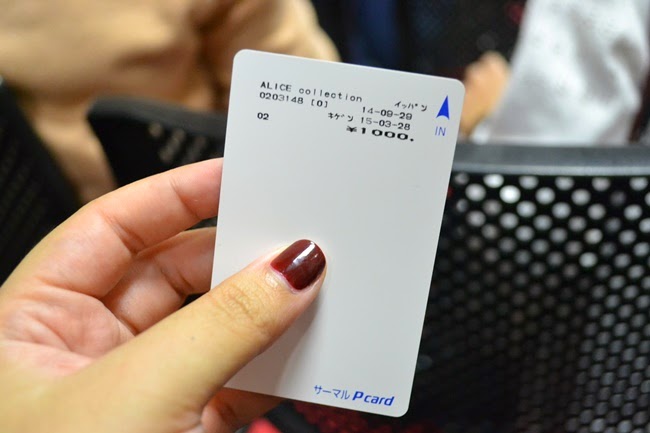 ALICE collection イッパン
0203148 [0] 14-09-29
02 キゲン 15-03-28
¥1000.
IN
サーマル Pcard